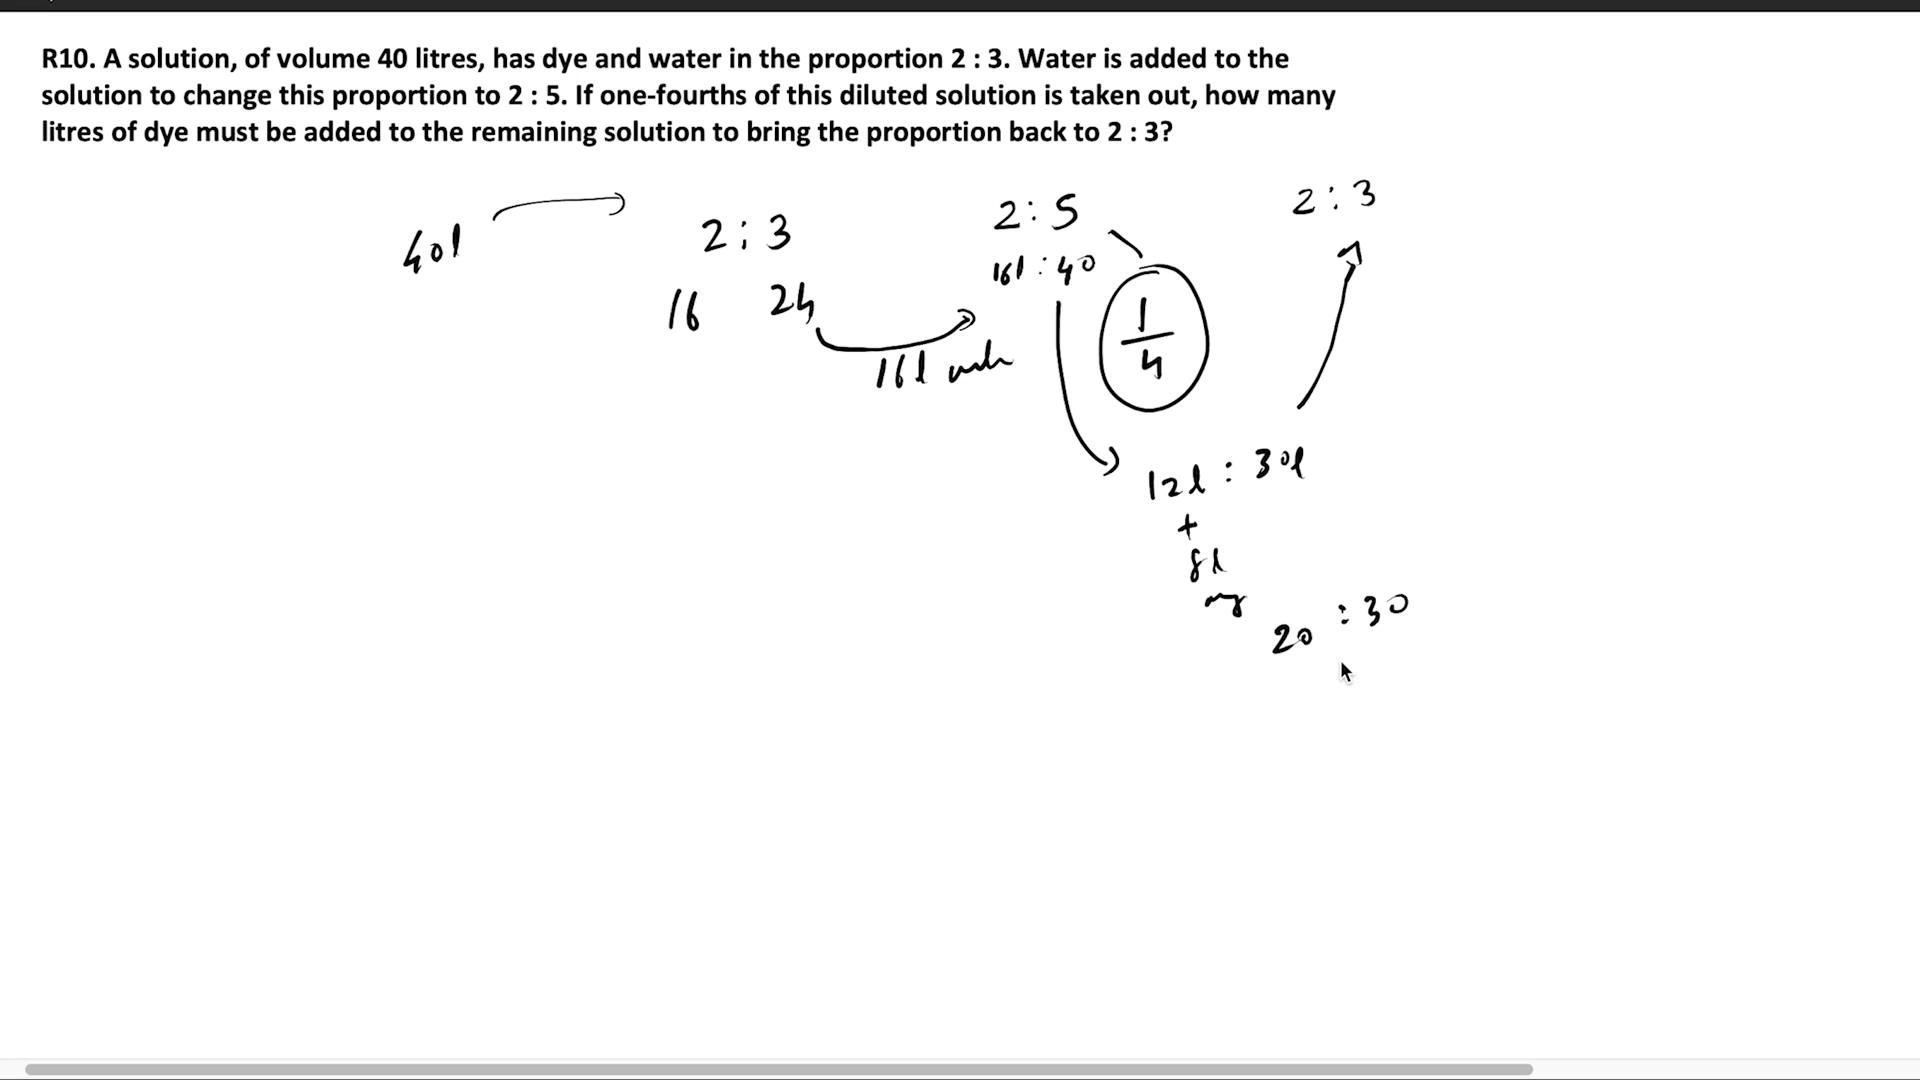 R10. A solution, of volume 40 litres, has dye and water in the proportion 2 : 3. Water is added to the
solution to change this proportion to 2 : 5. If one-fourths of this diluted solution is taken out, how many
litres of dye must be added to the remaining solution to bring the proportion back to 2 : 3?
2 : 3
2 : 5
40l
2 : 3
16l : 40
16 24
1/4
16l
12l : 30l
+
8l
20 : 30